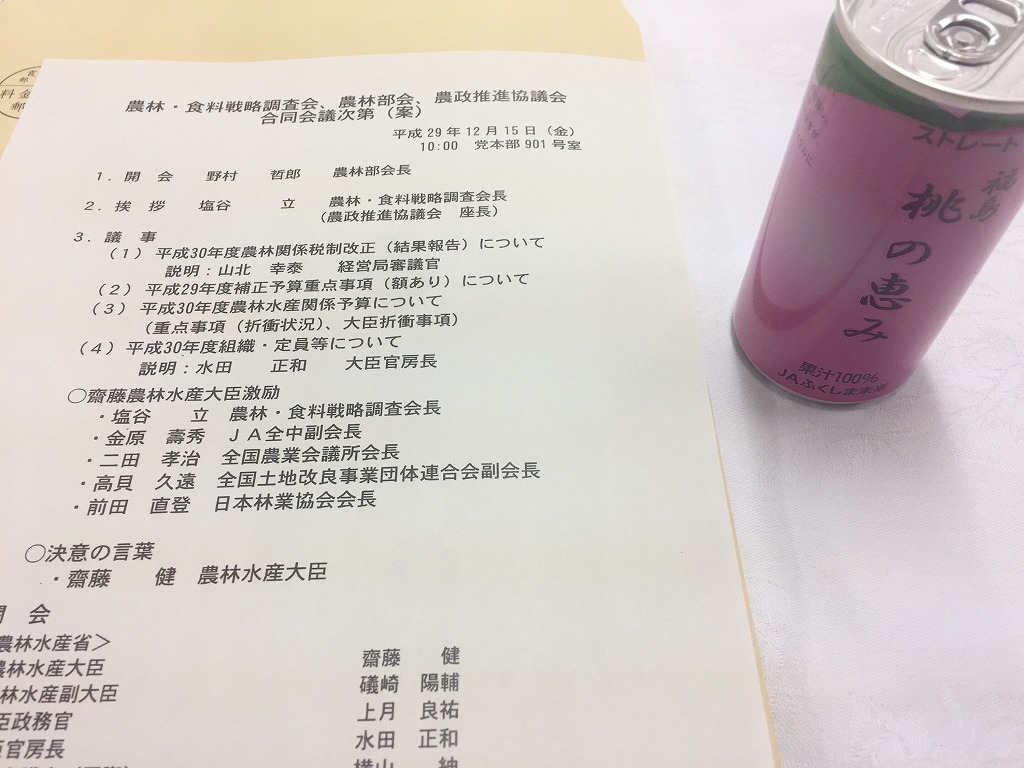 農林・食料戦略調査会、農林部会、農政推進協議会
合同会議次第（案）
平成29年12月15日（金）
10:00　党本部901号室
1．開　会　　野村　　哲郎　　農林部会長
2．挨　拶　　塩谷　　　立　　農林・食料戦略調査会長
（農政推進協議会　座長）
3．議　事
（1）平成30年度農林関係税制改正（結果報告）について
説明：山北　幸泰　　経営局審議官
（2）平成29年度補正予算重点事項（額あり）について
（3）平成30年度農林水産関係予算について
（重点事項（折衝状況）、大臣折衝事項）
（4）平成30年度組織・定員等について
説明：水田　　正和　　大臣官房長
○齋藤農林水産大臣激励
・塩谷　　立　農林・食料戦略調査会長
・金原　壽秀　ＪＡ全中副会長
・二田　孝治　全国農業会議所会長
・高貝　久遠　全国土地改良事業団体連合会副会長
・前田　直登　日本林業協会会長
○決意の言葉
・齋藤　　健　農林水産大臣
会
農林水産省＞
農林水産大臣　齋藤　　健
林水産副大臣　礒崎　陽輔
臣政務官　上月　良祐
官房長　水田　正和
横山　　紳
料金
郵
ストレート
福島
桃の恵み
果汁100%
JAふくしま未来